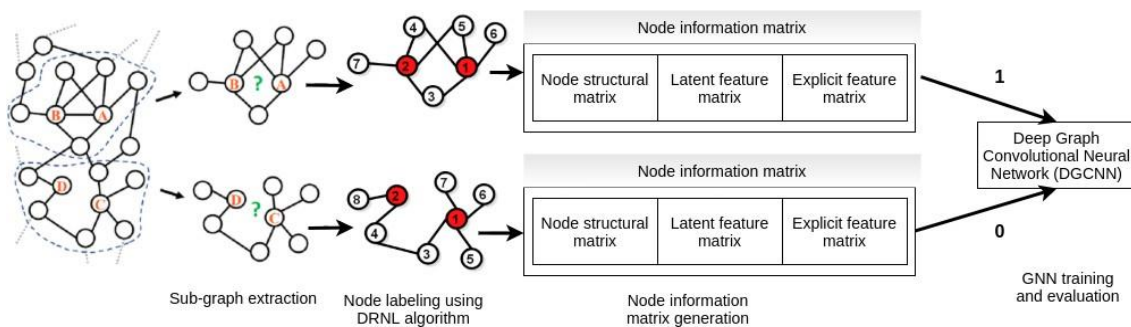 B
A
D
C
B
?
A
D
?
C
4
5
6
7
2
1
3
8
2
7
6
1
4
3
5
Node information matrix
Node structural
matrix
Latent feature
matrix
Explicit feature
matrix
Node information matrix
Node structural
matrix
Latent feature
matrix
Explicit feature
matrix
1
0
Deep Graph
Convolutional Neural
Network (DGCNN)
Sub-graph extraction
Node labeling using
DRNL algorithm
Node information
matrix generation
GNN training
and evaluation